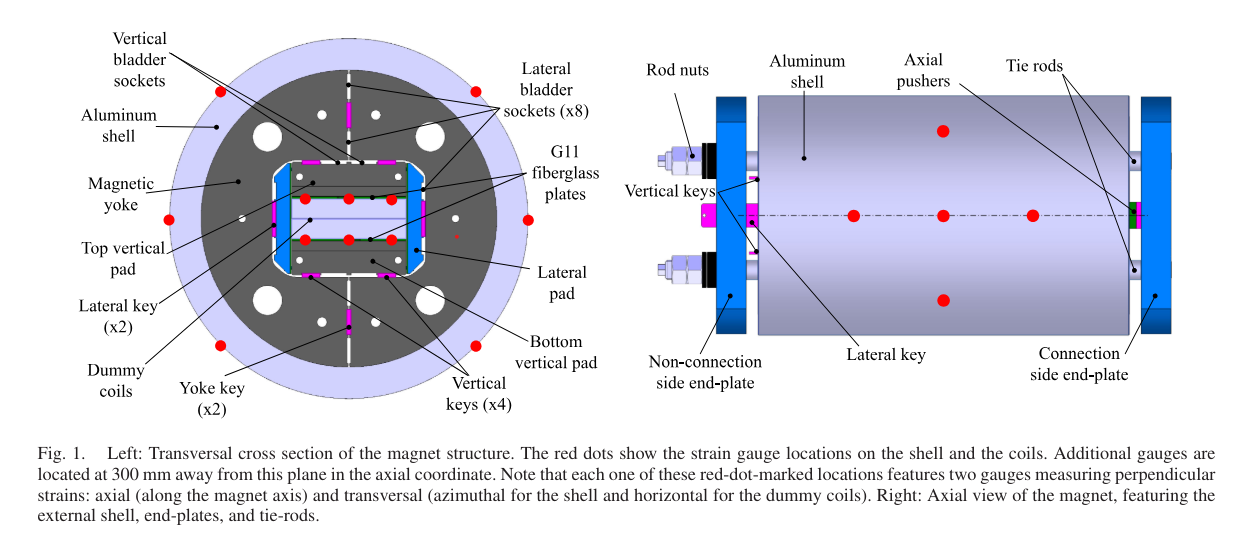 Vertical
bladder
sockets
Aluminum
shell
Magnetic
yoke
Top vertical
pad
Lateral key
(x2)
Dummy
coils
Yoke key
(x2)
Lateral
bladder
sockets (x8)
G11
fiberglass
plates
Lateral
pad
Bottom
vertical pad
Vertical
keys (x4)
Rod nuts
Aluminum
shell
Axial
pushers
Tie rods
Vertical keys
Non-connection
side end-plate
Lateral key
Connection
side end-plate
Fig. 1. Left: Transversal cross section of the magnet structure. The red dots show the strain gauge locations on the shell and the coils. Additional gauges are
located at 300 mm away from this plane in the axial coordinate. Note that each one of these red-dot-marked locations features two gauges measuring perpendicular
strains: axial (along the magnet axis) and transversal (azimuthal for the shell and horizontal for the dummy coils). Right: Axial view of the magnet, featuring the
external shell, end-plates, and tie-rods.